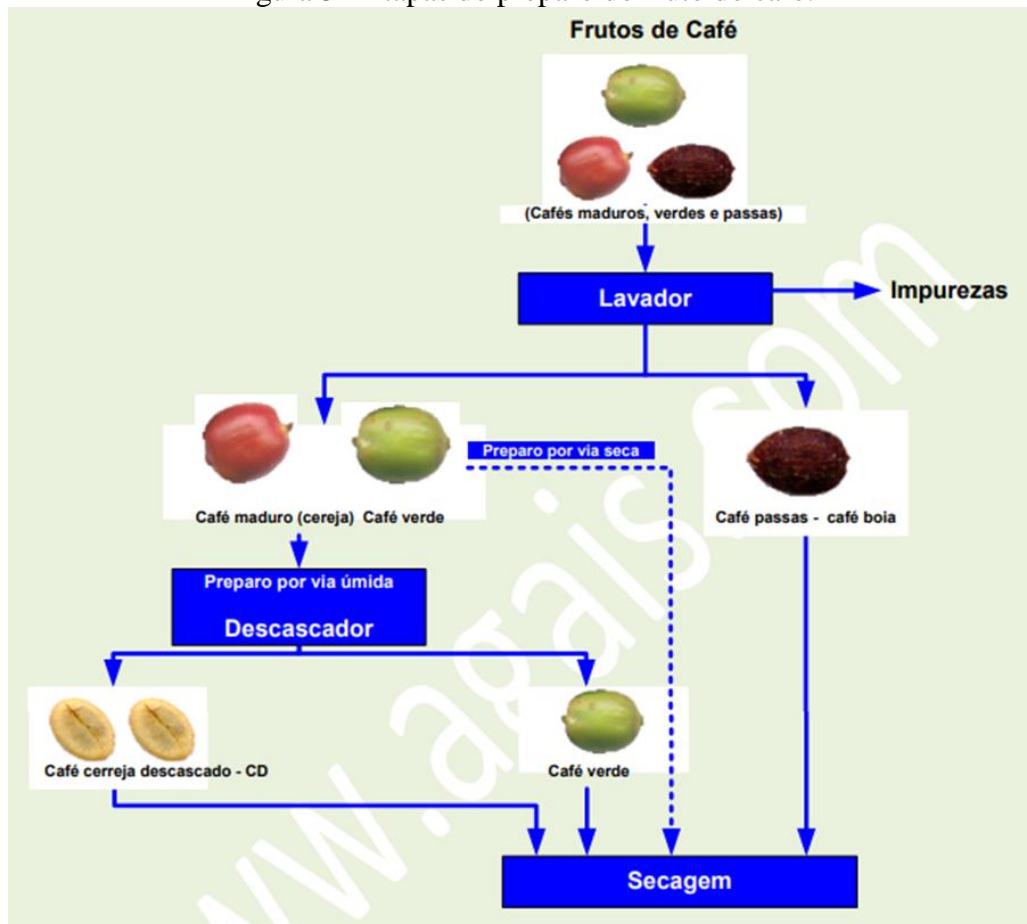 Frutos de Café
(Cafés maduros, verdes e passas)
Lavador
Impurezas
Preparo por via seca
Café maduro (cereja) Café verde
Café passas - café boia
Preparo por via úmida
Descascador
Café cerreja descascado - CD
Café verde
Secagem
www.agais.com